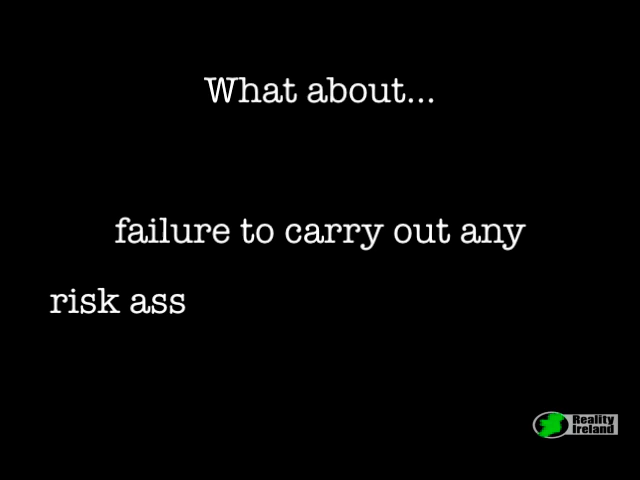 What about...
failure to carry out any
risk ass
Reality
Ireland